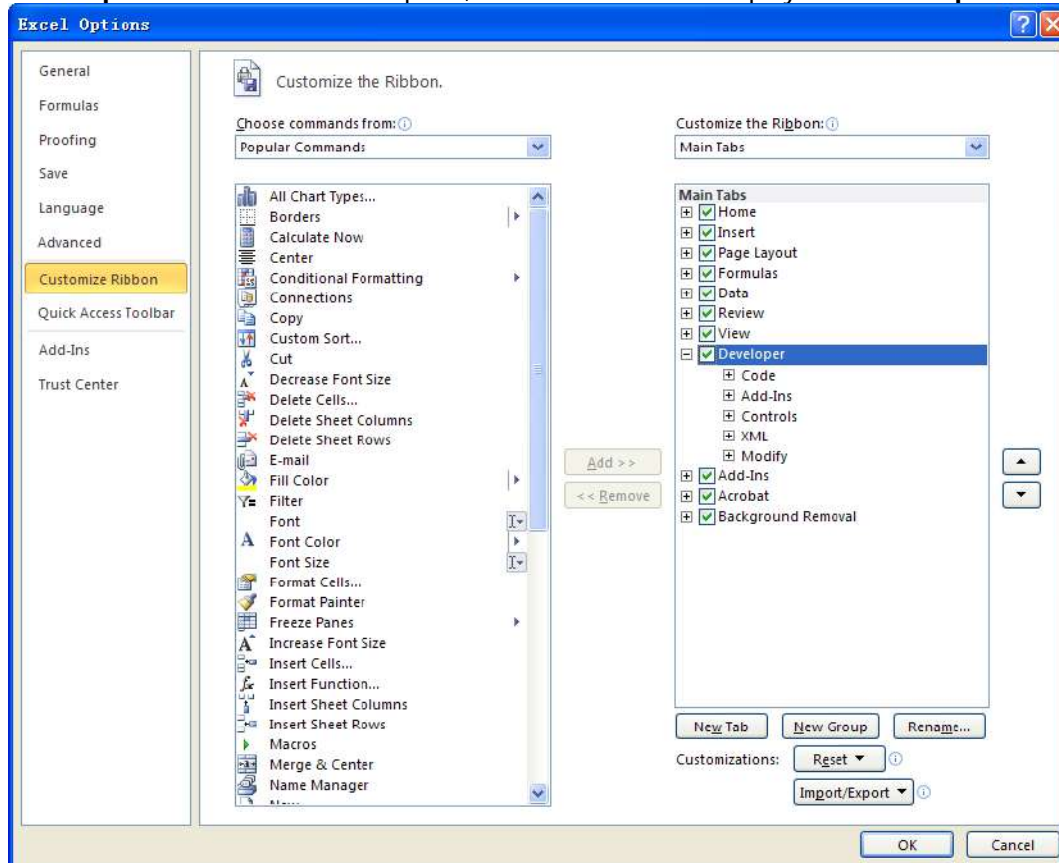 Excel Options
General
Formulas
Proofing
Save
Language
Advanced
Customize Ribbon
Quick Access Toolbar
Add-Ins
Trust Center
Customize the Ribbon.
Choose commands from:
Popular Commands
All Chart Types...
Borders
Calculate Now
Center
Conditional Formatting
Connections
Copy
Custom Sort...
Cut
Decrease Font Size
Delete Cells...
Delete Sheet Columns
Delete Sheet Rows
E-mail
Fill Color
Filter
Font
Font Color
Font Size
Format Cells...
Format Painter
Freeze Panes
Increase Font Size
Insert Cells...
Insert Function...
Insert Sheet Columns
Insert Sheet Rows
Macros
Merge & Center
Name Manager
Add >>
<< Remove
Customize the Ribbon:
Main Tabs
Main Tabs
Home
Insert
Page Layout
Formulas
Data
Review
View
Developer
Code
Add-Ins
Controls
XML
Modify
Add-Ins
Acrobat
Background Removal
New Tab
New Group
Rename...
Customizations:
Reset
Import/Export
OK
Cancel